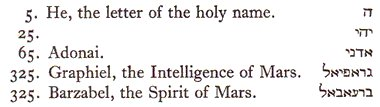 5. He, the letter of the holy name. ה
25. יהי
65. Adonai. אדני
325. Graphiel, the Intelligence of Mars. גראפיאל
325. Barzabel, the Spirit of Mars. ברעאבאל